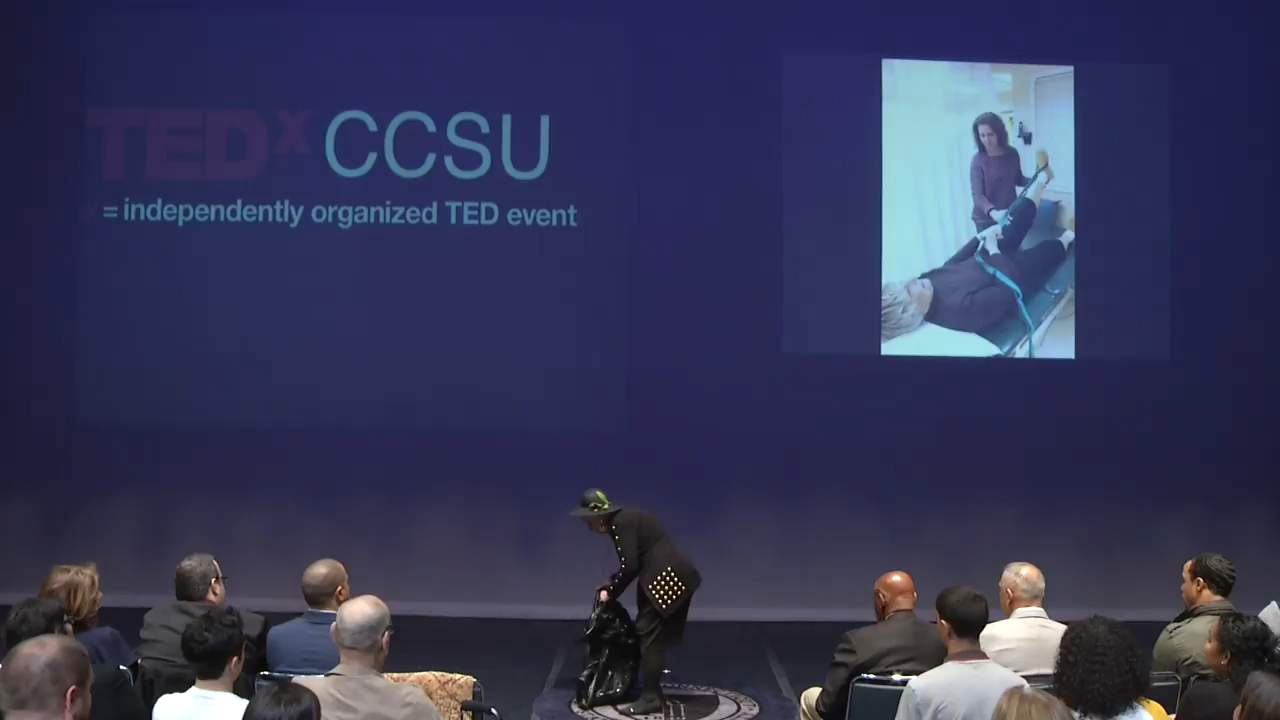 TEDx CCSU
= independently organized TED event